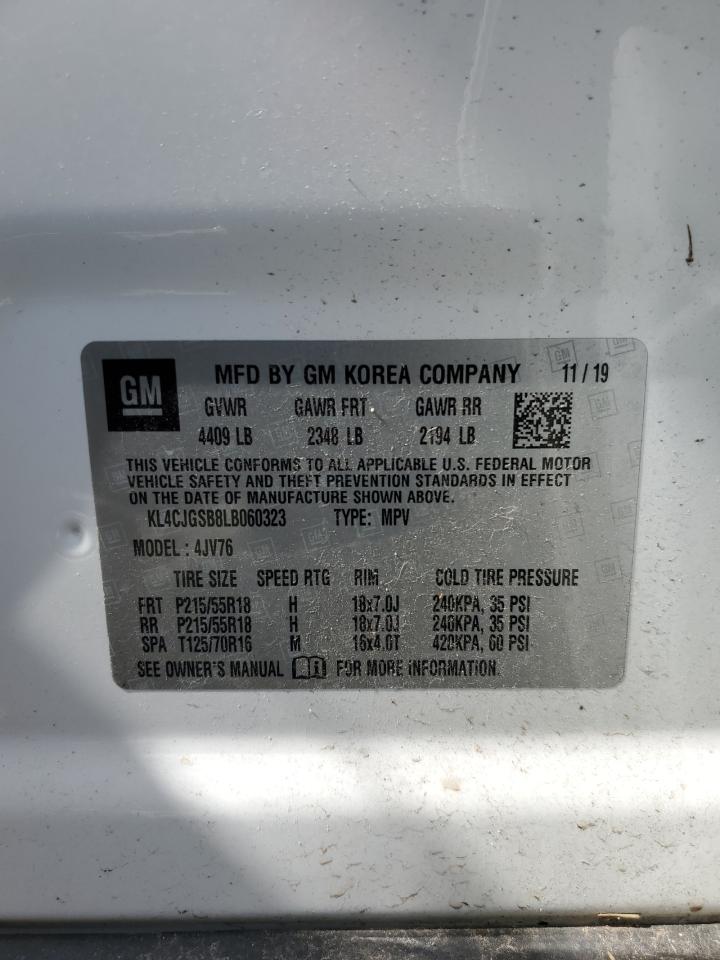 GM MFD BY GM KOREA COMPANY 11/19
GVWR GAWR FRT GAWR RR
4409 LB 2348 LB 2194 LB
THIS VEHICLE CONFORMS TO ALL APPLICABLE U.S. FEDERAL MOTOR
VEHICLE SAFETY AND THEFT PREVENTION STANDARDS IN EFFECT
ON THE DATE OF MANUFACTURE SHOWN ABOVE.
KL4CJGSB8LB060323 TYPE: MPV
MODEL: 4JV76
TIRE SIZE SPEED RTG RIM COLD TIRE PRESSURE
FRT P215/55R18 H 18x7.0J 240KPA, 35 PSI
RR P215/55R18 H 18x7.0J 240KPA, 35 PSI
SPA T125/70R16 M 16x4.0T 420KPA, 60 PSI
SEE OWNER'S MANUAL FOR MORE INFORMATION.